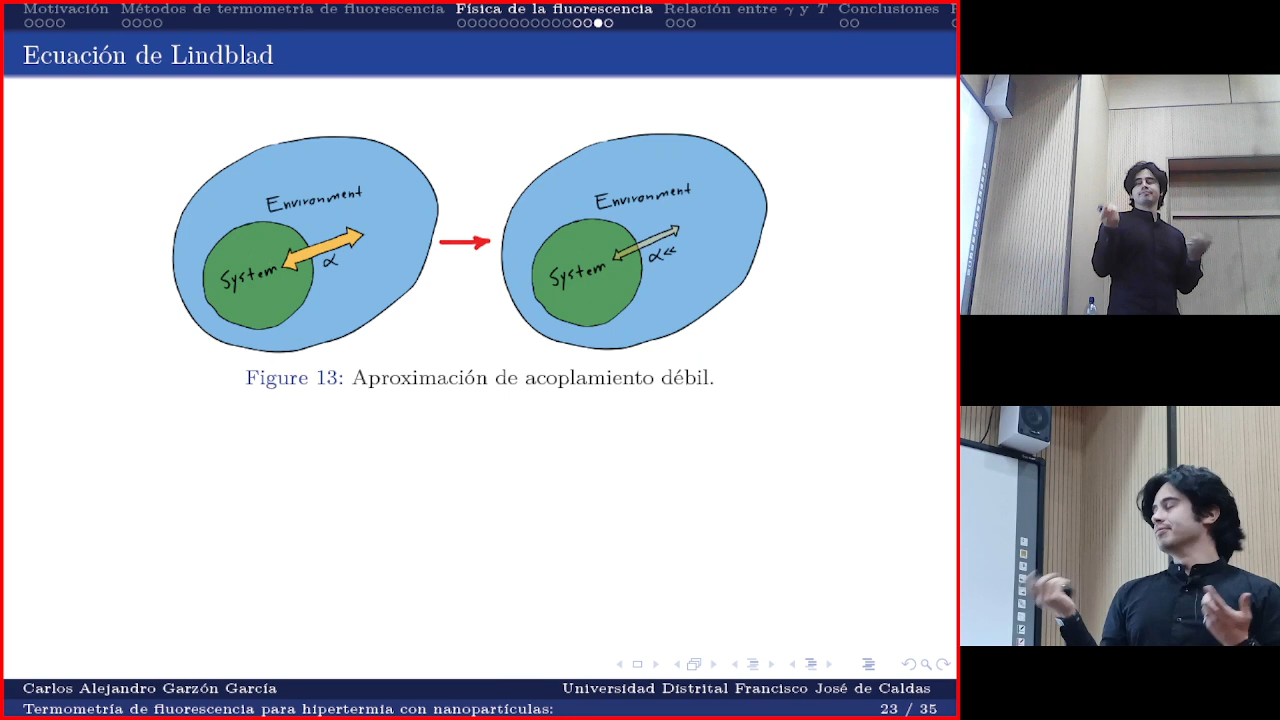 Motivación Métodos de termometría de fluorescencia Física de la fluorescencia Relación entre γ y T Conclusiones
Ecuación de Lindblad
Environment
System
α
Environment
System
α<<
Figure 13: Aproximación de acoplamiento débil.
Carlos Alejandro Garzón García Universidad Distrital Francisco José de Caldas
Termometría de fluorescencia para hipertermia con nanopartículas: 23 / 35